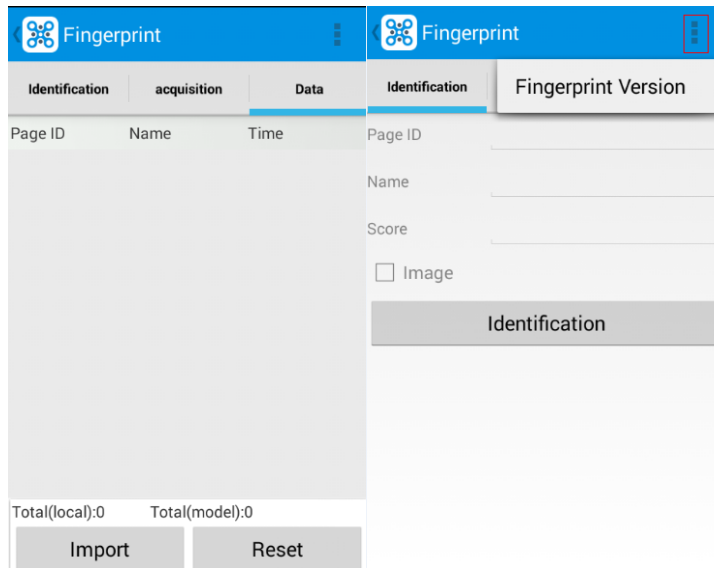 Fingerprint
Identification acquisition Data
Page ID Name Time
Total(local):0 Total(model):0
Import Reset
Fingerprint
Identification Fingerprint Version
Page ID
Name
Score
Image
Identification